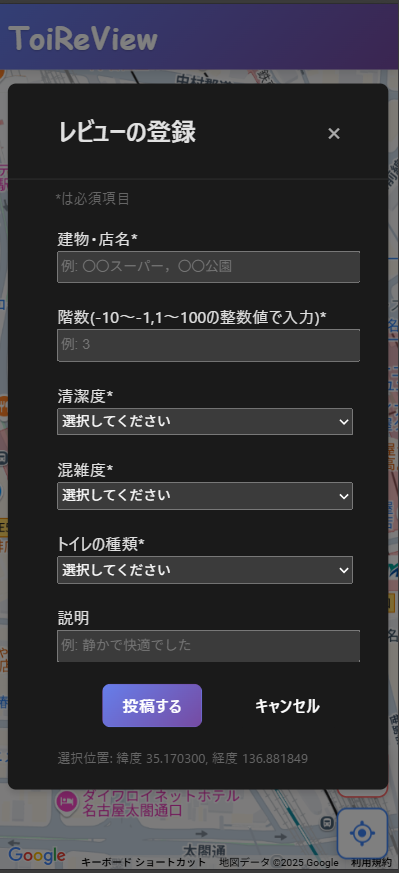 ToiReView
中村郡道
レビューの登録
×
*は必須項目
建物・店名*
例: 〇〇スーパー，〇〇公園
階数(-10～-1,1～100の整数値で入力)*
例: 3
清潔度*
選択してください
混雑度*
選択してください
トイレの種類*
選択してください
説明
例: 静かで快適でした
投稿する
キャンセル
選択位置: 緯度 35.170300, 経度 136.881849
ダイワロイネットホテル
名古屋太閤通口
太閤通
Google
キーボード ショートカット
地図データ ©2025 Google
利用規約